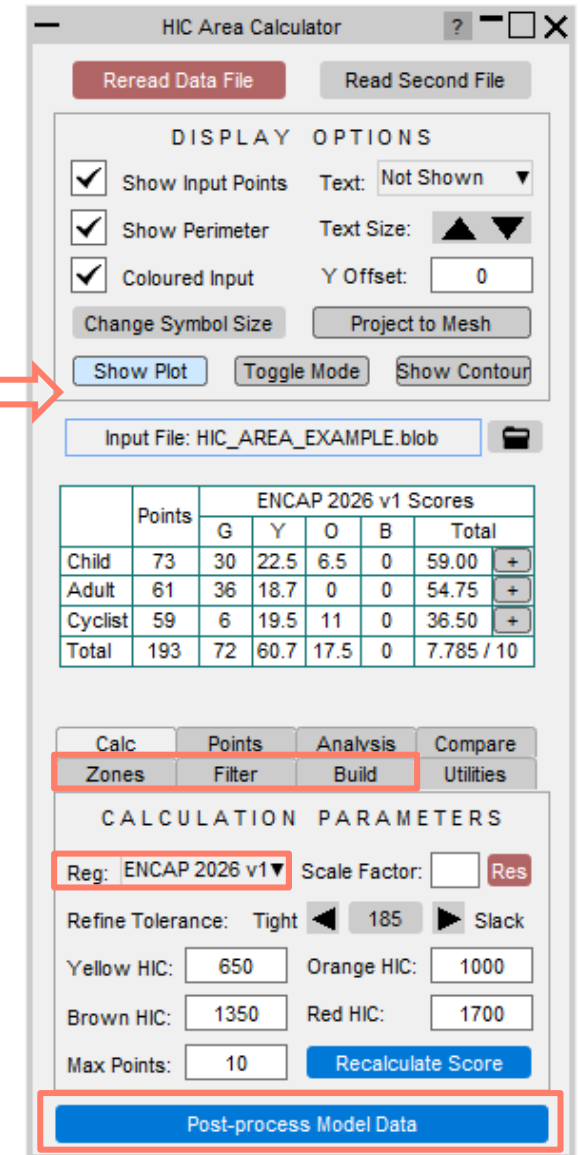 HIC Area Calculator ?
Reread Data File Read Second File
DISPLAY OPTIONS
Show Input Points Text: Not Shown
Show Perimeter Text Size:
Coloured Input Y Offset: 0
Change Symbol Size Project to Mesh
Show Plot Toggle Mode Show Contour
Input File: HIC_AREA_EXAMPLE.blob
Points ENCAP 2026 v1 Scores
G Y O B Total
Child 73 30 22.5 6.5 0 59.00 +
Adult 61 36 18.7 0 0 54.75 +
Cyclist 59 6 19.5 11 0 36.50 +
Total 193 72 60.7 17.5 0 7.785 / 10
Calc Points Analysis Compare
Zones Filter Build Utilities
CALCULATION PARAMETERS
Reg: ENCAP 2026 v1 Scale Factor: Res
Refine Tolerance: Tight 185 Slack
Yellow HIC: 650 Orange HIC: 1000
Brown HIC: 1350 Red HIC: 1700
Max Points: 10 Recalculate Score
Post-process Model Data